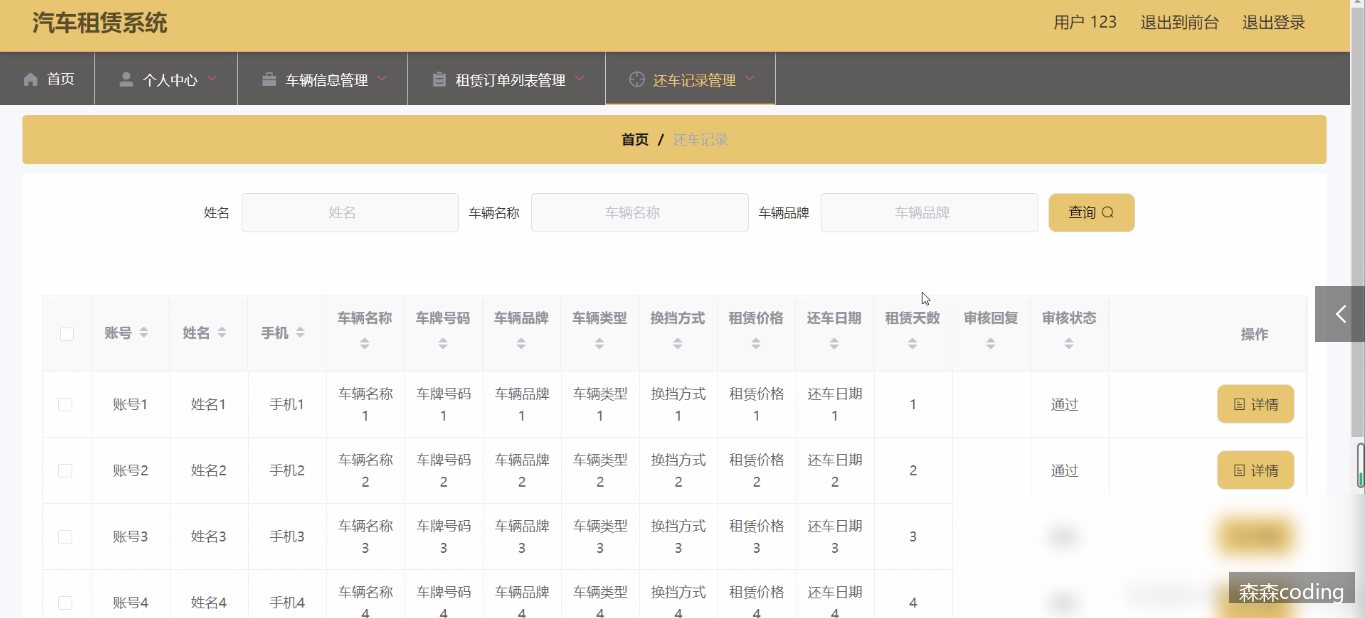 汽车租赁系统
用户 123 退出到前台 退出登录
首页 个人中心 车辆信息管理 租赁订单列表管理 还车记录管理
首页 / 还车记录
姓名 姓名 车辆名称 车辆名称 车辆品牌 车辆品牌 查询
账号 姓名 手机 车辆名称 车牌号码 车辆品牌 车辆类型 换挡方式 租赁价格 还车日期 租赁天数 审核回复 审核状态 操作
账号1 姓名1 手机1 车辆名称1 车牌号码1 车辆品牌1 车辆类型1 换挡方式1 租赁价格1 还车日期1 1 通过 详情
账号2 姓名2 手机2 车辆名称2 车牌号码2 车辆品牌2 车辆类型2 换挡方式2 租赁价格2 还车日期2 2 通过 详情
账号3 姓名3 手机3 车辆名称3 车牌号码3 车辆品牌3 车辆类型3 换挡方式3 租赁价格3 还车日期3 3
账号4 姓名4 手机4 车辆名称4 车牌号码4 车辆品牌4 车辆类型4 换挡方式4 租赁价格4 还车日期4 4
森森coding